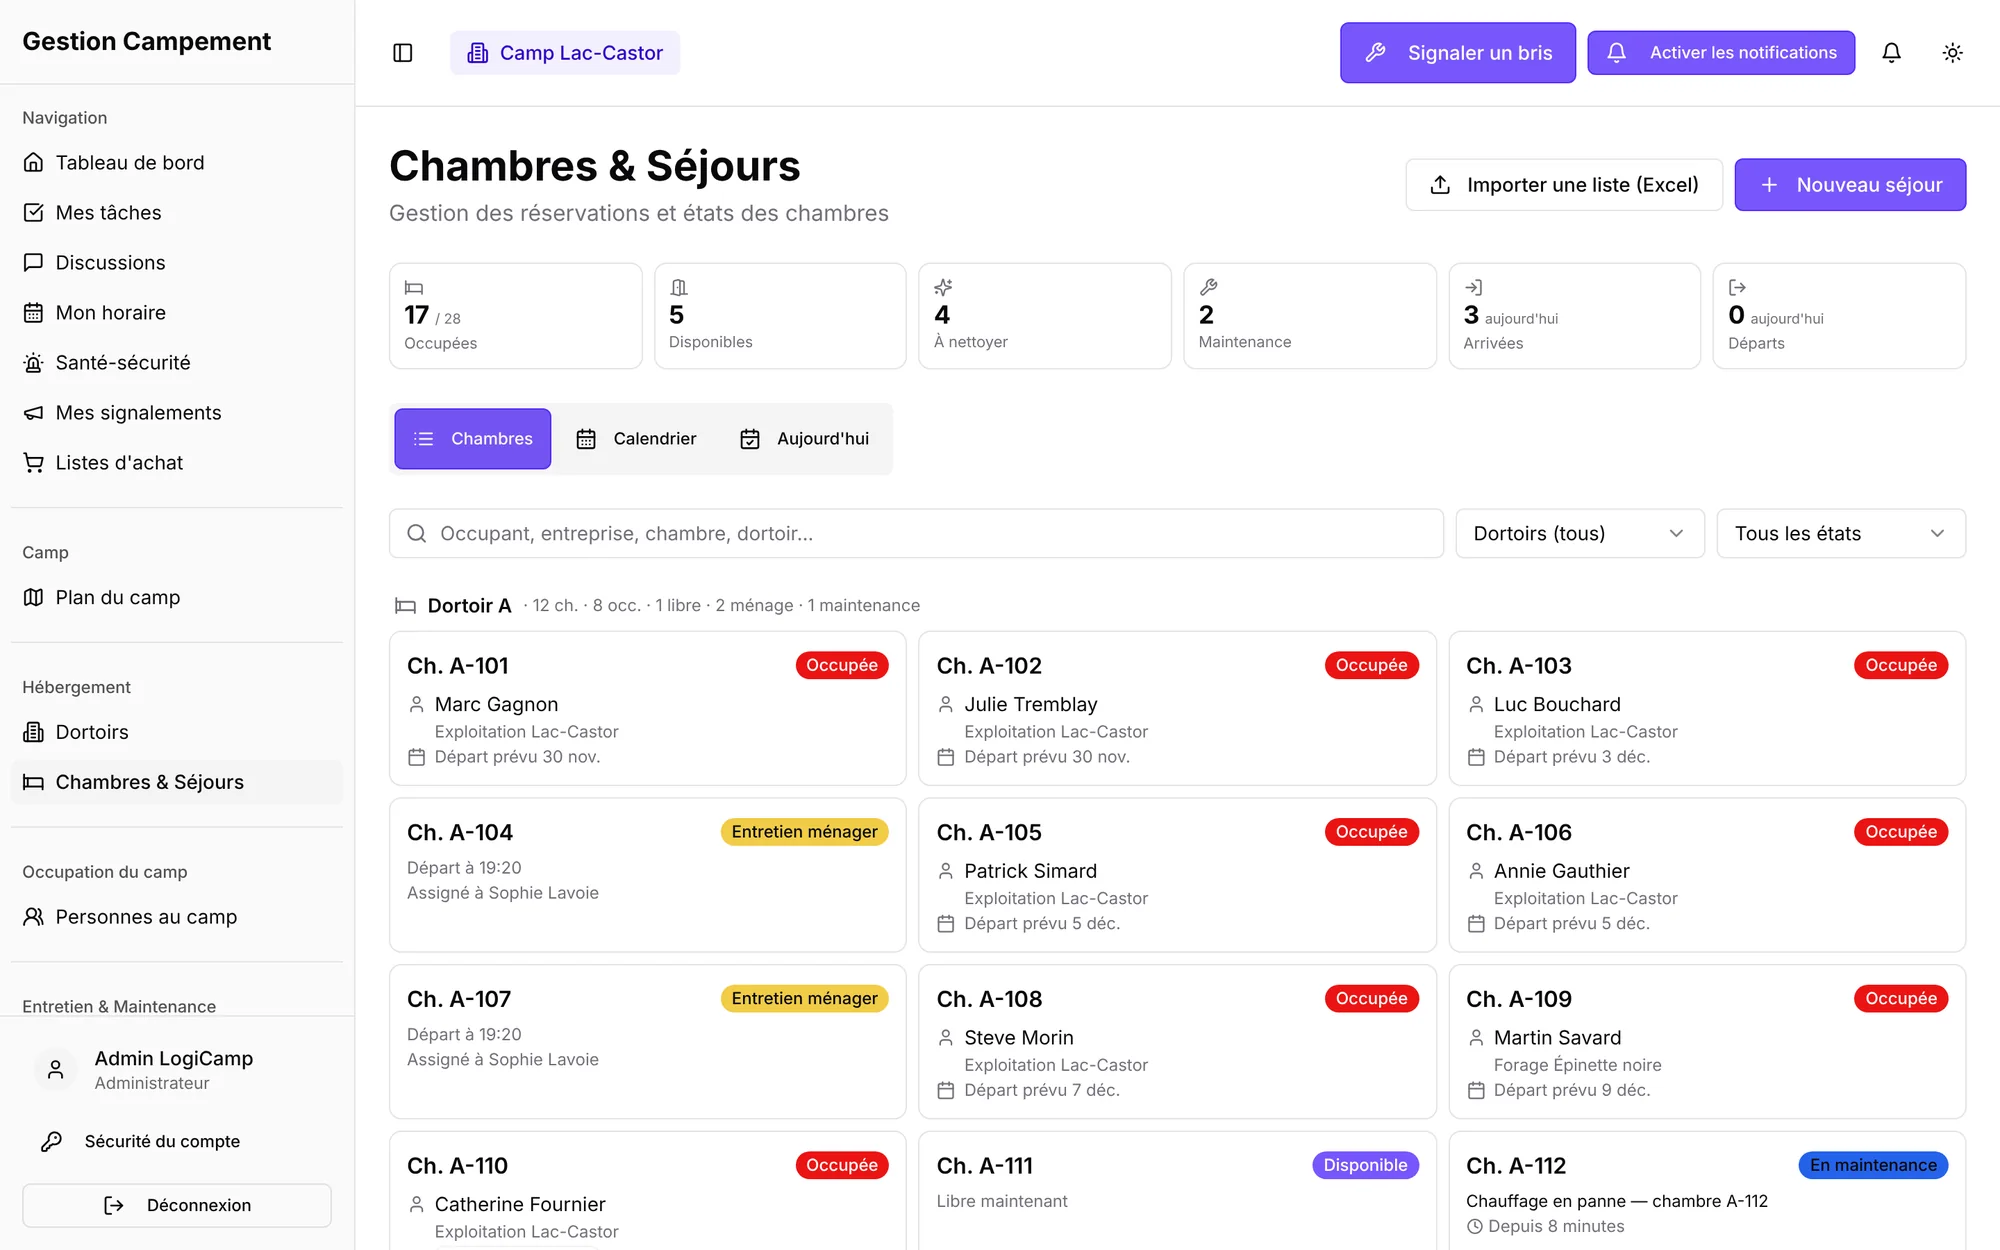 Gestion Campement
Navigation
Tableau de bord
Mes tâches
Discussions
Mon horaire
Santé-sécurité
Mes signalements
Listes d'achat
Camp
Plan du camp
Hébergement
Dortoirs
Chambres & Séjours
Occupation du camp
Personnes au camp
Entretien & Maintenance
Admin LogiCamp
Administrateur
Sécurité du compte
Déconnexion
Camp Lac-Castor
Signaler un bris
Activer les notifications
Chambres & Séjours
Gestion des réservations et états des chambres
Importer une liste (Excel)
Nouveau séjour
17 / 28
Occupées
5
Disponibles
4
À nettoyer
2
Maintenance
3 aujourd'hui
Arrivées
0 aujourd'hui
Départs
Chambres
Calendrier
Aujourd'hui
Occupant, entreprise, chambre, dortoir...
Dortoirs (tous)
Tous les états
Dortoir A · 12 ch. · 8 occ. · 1 libre · 2 ménage · 1 maintenance
Ch. A-101
Occupée
Marc Gagnon
Exploitation Lac-Castor
Départ prévu 30 nov.
Ch. A-102
Occupée
Julie Tremblay
Exploitation Lac-Castor
Départ prévu 30 nov.
Ch. A-103
Occupée
Luc Bouchard
Exploitation Lac-Castor
Départ prévu 3 déc.
Ch. A-104
Entretien ménager
Départ à 19:20
Assigné à Sophie Lavoie
Ch. A-105
Occupée
Patrick Simard
Exploitation Lac-Castor
Départ prévu 5 déc.
Ch. A-106
Occupée
Annie Gauthier
Exploitation Lac-Castor
Départ prévu 5 déc.
Ch. A-107
Entretien ménager
Départ à 19:20
Assigné à Sophie Lavoie
Ch. A-108
Occupée
Steve Morin
Exploitation Lac-Castor
Départ prévu 7 déc.
Ch. A-109
Occupée
Martin Savard
Forage Épinette noire
Départ prévu 9 déc.
Ch. A-110
Occupée
Catherine Fournier
Exploitation Lac-Castor
Ch. A-111
Disponible
Libre maintenant
Ch. A-112
En maintenance
Chauffage en panne — chambre A-112
Depuis 8 minutes